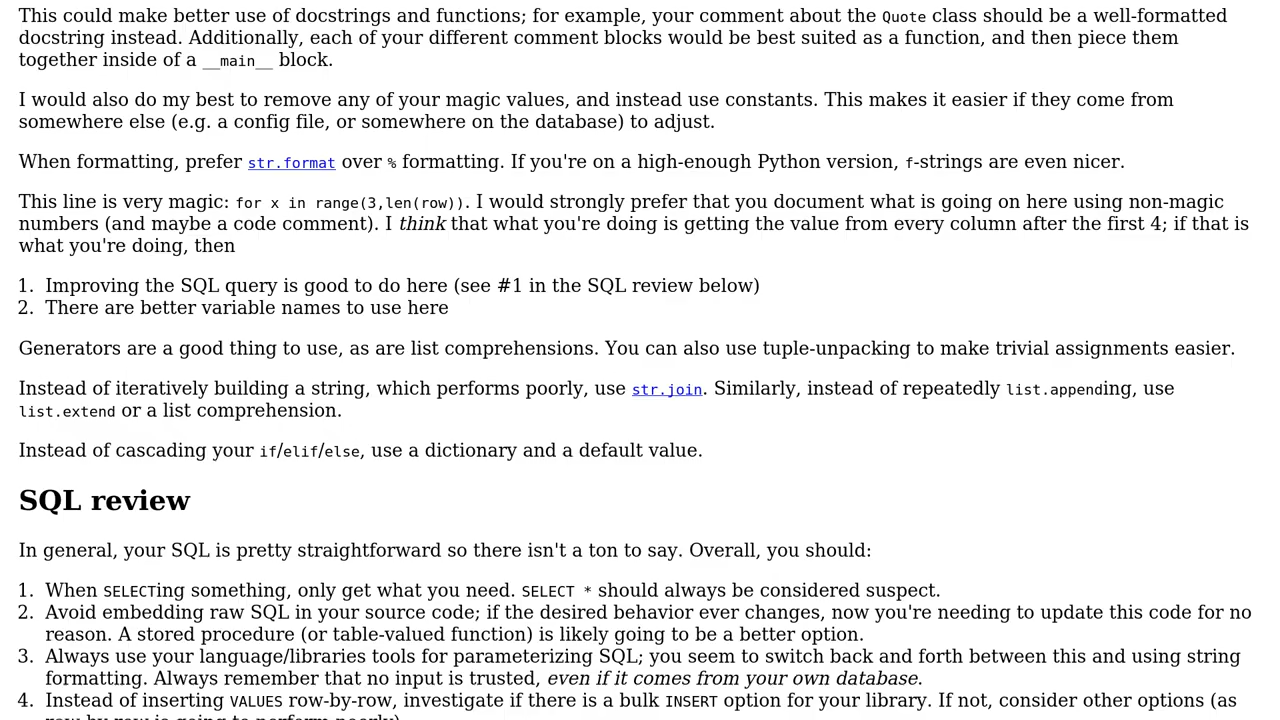 This could make better use of docstrings and functions; for example, your comment about the Quote class should be a well-formatted
docstring instead. Additionally, each of your different comment blocks would be best suited as a function, and then piece them
together inside of a __main__ block.
I would also do my best to remove any of your magic values, and instead use constants. This makes it easier if they come from
somewhere else (e.g. a config file, or somewhere on the database) to adjust.
When formatting, prefer str.format over % formatting. If you're on a high-enough Python version, f-strings are even nicer.
This line is very magic: for x in range(3,len(row)). I would strongly prefer that you document what is going on here using non-magic
numbers (and maybe a code comment). I think that what you're doing is getting the value from every column after the first 4; if that is
what you're doing, then
1. Improving the SQL query is good to do here (see #1 in the SQL review below)
2. There are better variable names to use here
Generators are a good thing to use, as are list comprehensions. You can also use tuple-unpacking to make trivial assignments easier.
Instead of iteratively building a string, which performs poorly, use str.join. Similarly, instead of repeatedly list.appending, use
list.extend or a list comprehension.
Instead of cascading your if/elif/else, use a dictionary and a default value.
SQL review
In general, your SQL is pretty straightforward so there isn't a ton to say. Overall, you should:
1. When SELECTing something, only get what you need. SELECT * should always be considered suspect.
2. Avoid embedding raw SQL in your source code; if the desired behavior ever changes, now you're needing to update this code for no
reason. A stored procedure (or table-valued function) is likely going to be a better option.
3. Always use your language/libraries tools for parameterizing SQL; you seem to switch back and forth between this and using string
formatting. Always remember that no input is trusted, even if it comes from your own database.
4. Instead of inserting VALUES row-by-row, investigate if there is a bulk INSERT option for your library. If not, consider other options (as
row-by-row is going to perform poorly)